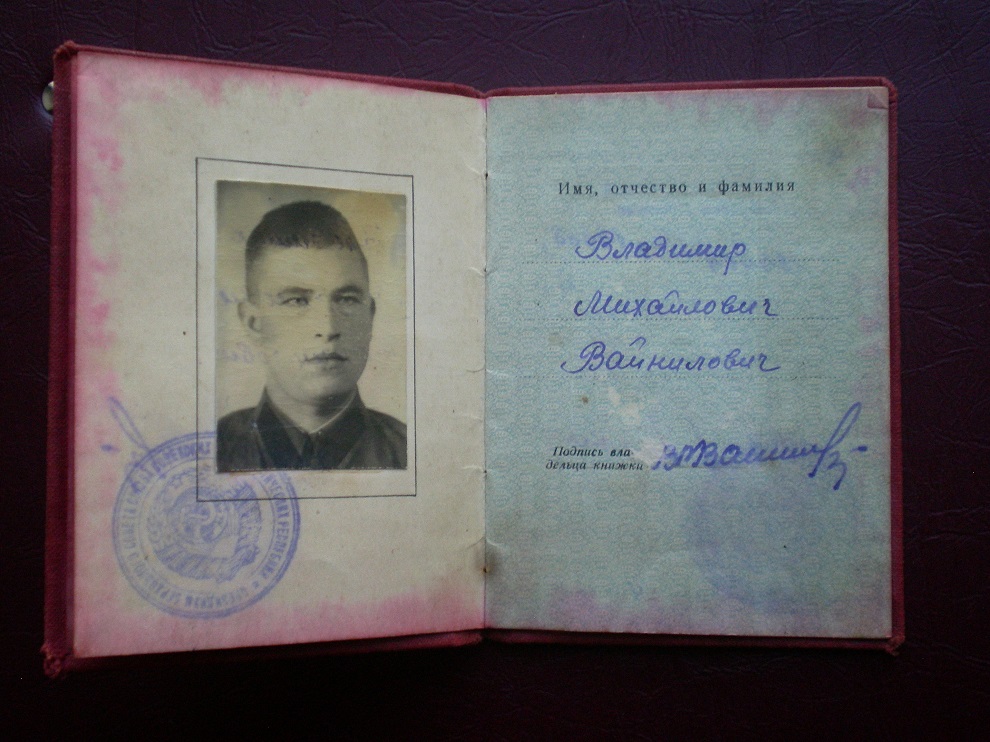 Имя, отчество и фамилия
Владимир
Михайлович
Вайнилович
Подпись вла-
дельца книжки